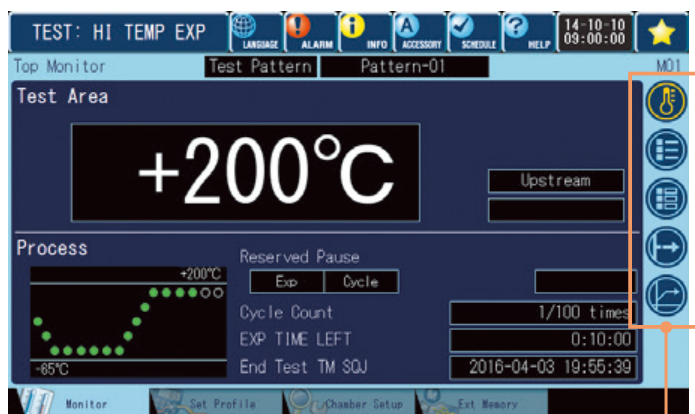 TEST: HI TEMP EXP
LANGUAGE ALARM INFO ACCESSORY SCHEDULE HELP
14-10-10
09:00:00
Top Monitor Test Pattern Pattern-01 M01
Test Area
+200°C
Upstream
Process
+200°C
-65°C
Reserved Pause
Exp Cycle
Cycle Count 1/100 times
EXP TIME LEFT 0:10:00
End Test TM SQJ 2016-04-03 19:55:39
Monitor Set Profile Chamber Setup Ext Memory